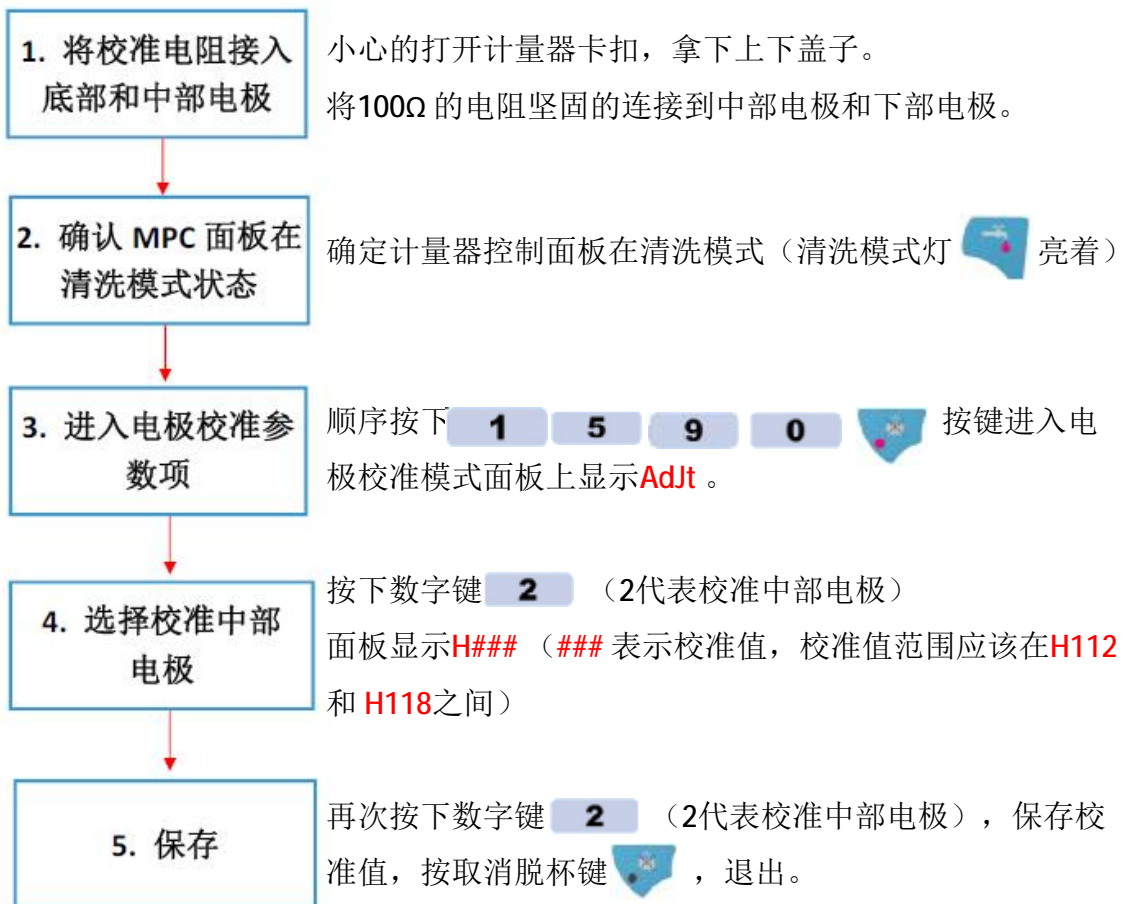 1. 将校准电阻接入
底部和中部电极
小心的打开计量器卡扣，拿下上下盖子。
将100Ω 的电阻坚固的连接到中部电极和下部电极。
2. 确认 MPC 面板在
清洗模式状态
确定计量器控制面板在清洗模式（清洗模式灯 亮着）
3. 进入电极校准参
数项
顺序按下 1 5 9 0 按键进入电
极校准模式面板上显示AdJt 。
4. 选择校准中部
电极
按下数字键 2 （2代表校准中部电极）
面板显示H### （### 表示校准值，校准值范围应该在H112
和 H118之间）
5. 保存
再次按下数字键 2 （2代表校准中部电极），保存校
准值，按取消脱杯键 ，退出。